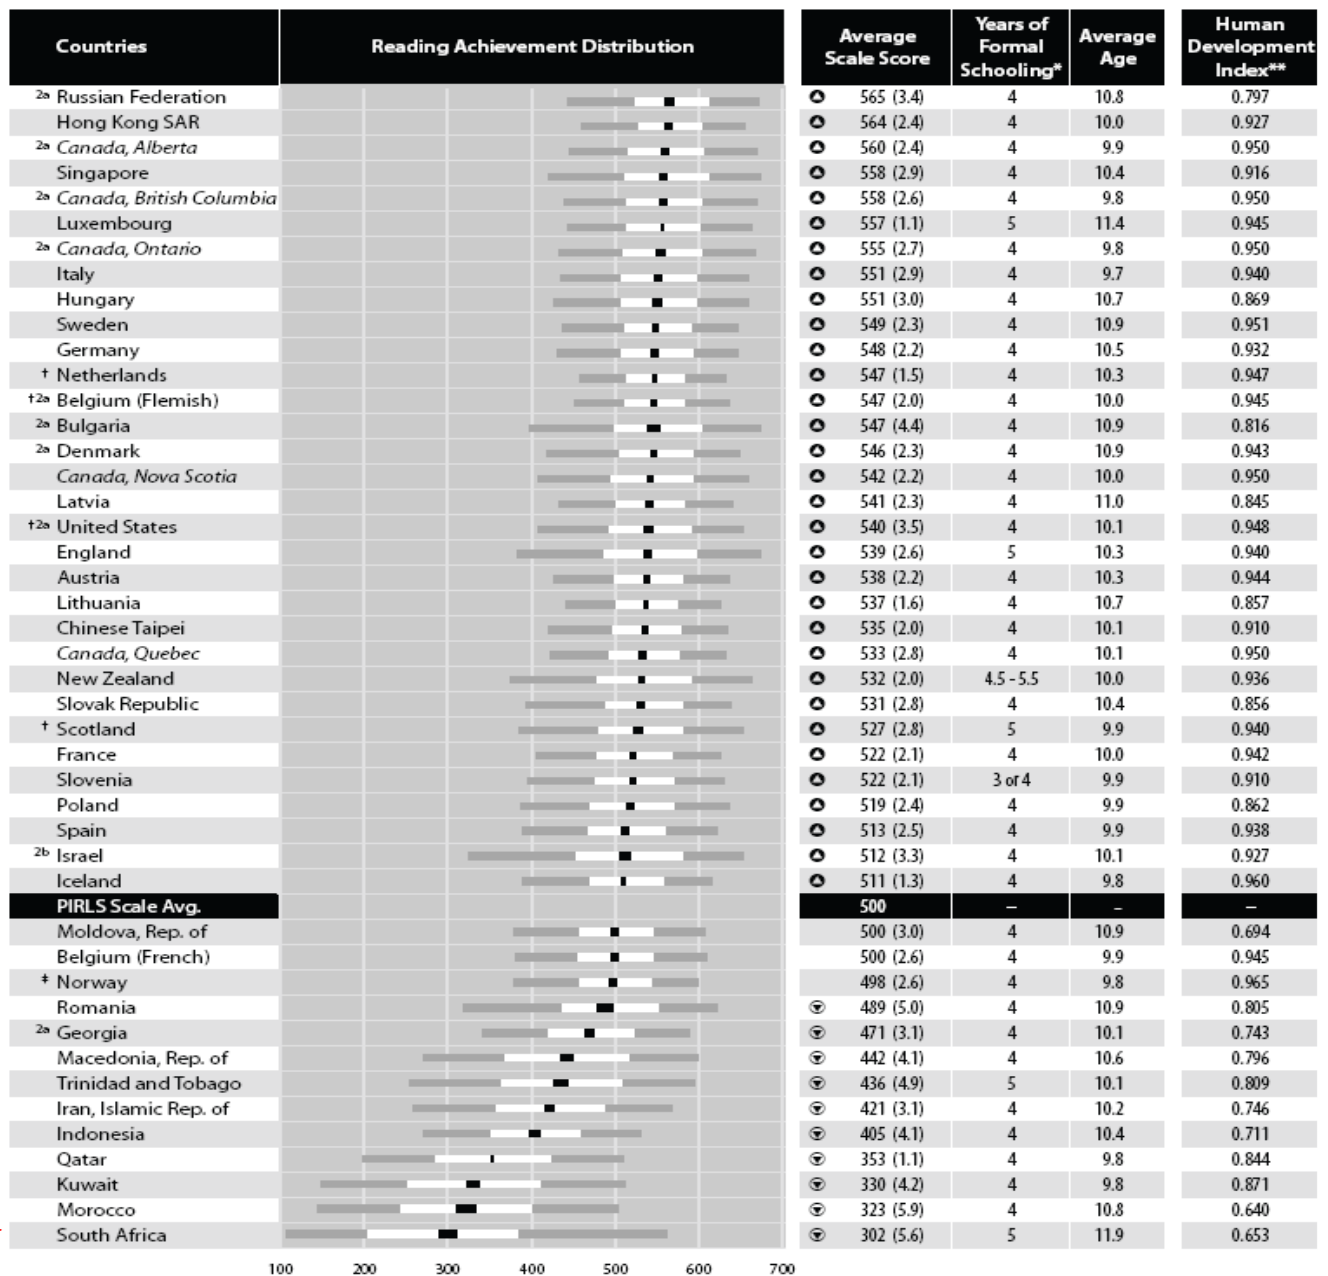 Countries Reading Achievement Distribution Average Scale Score Years of Formal Schooling* Average Age Human Development Index**
2a Russian Federation 565 (3.4) 4 10.8 0.797
Hong Kong SAR 564 (2.4) 4 10.0 0.927
2a Canada, Alberta 560 (2.4) 4 9.9 0.950
Singapore 558 (2.9) 4 10.4 0.916
2a Canada, British Columbia 558 (2.6) 4 9.8 0.950
Luxembourg 557 (1.1) 5 11.4 0.945
2a Canada, Ontario 555 (2.7) 4 9.8 0.950
Italy 551 (2.9) 4 9.7 0.940
Hungary 551 (3.0) 4 10.7 0.869
Sweden 549 (2.3) 4 10.9 0.951
Germany 548 (2.2) 4 10.5 0.932
† Netherlands 547 (1.5) 4 10.3 0.947
†2a Belgium (Flemish) 547 (2.0) 4 10.0 0.945
2a Bulgaria 547 (4.4) 4 10.9 0.816
2a Denmark 546 (2.3) 4 10.9 0.943
Canada, Nova Scotia 542 (2.2) 4 10.0 0.950
Latvia 541 (2.3) 4 11.0 0.845
†2a United States 540 (3.5) 4 10.1 0.948
England 539 (2.6) 5 10.3 0.940
Austria 538 (2.2) 4 10.3 0.944
Lithuania 537 (1.6) 4 10.7 0.857
Chinese Taipei 535 (2.0) 4 10.1 0.910
Canada, Quebec 533 (2.8) 4 10.1 0.950
New Zealand 532 (2.0) 4.5 - 5.5 10.0 0.936
Slovak Republic 531 (2.8) 4 10.4 0.856
† Scotland 527 (2.8) 5 9.9 0.940
France 522 (2.1) 4 10.0 0.942
Slovenia 522 (2.1) 3 or 4 9.9 0.910
Poland 519 (2.4) 4 9.9 0.862
Spain 513 (2.5) 4 9.9 0.938
2b Israel 512 (3.3) 4 10.1 0.927
Iceland 511 (1.3) 4 9.8 0.960
PIRLS Scale Avg. 500 – – –
Moldova, Rep. of 500 (3.0) 4 10.9 0.694
Belgium (French) 500 (2.6) 4 9.9 0.945
‡ Norway 498 (2.6) 4 9.8 0.965
Romania 489 (5.0) 4 10.9 0.805
2a Georgia 471 (3.1) 4 10.1 0.743
Macedonia, Rep. of 442 (4.1) 4 10.6 0.796
Trinidad and Tobago 436 (4.9) 5 10.1 0.809
Iran, Islamic Rep. of 421 (3.1) 4 10.2 0.746
Indonesia 405 (4.1) 4 10.4 0.711
Qatar 353 (1.1) 4 9.8 0.844
Kuwait 330 (4.2) 4 9.8 0.871
Morocco 323 (5.9) 4 10.8 0.640
South Africa 302 (5.6) 5 11.9 0.653
100 200 300 400 500 600 700